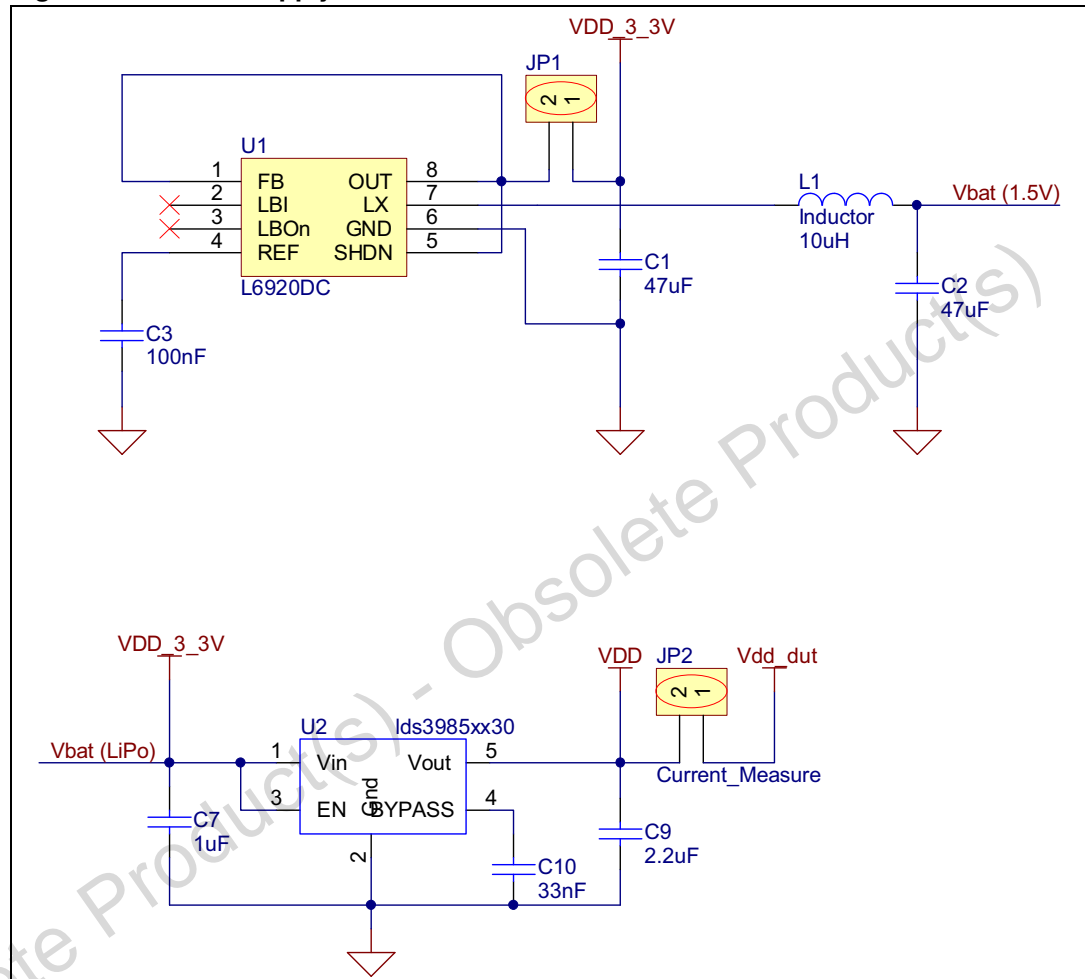 VDD_3_3V
JP1
2 1
U1
1 FB OUT 8
2 LBI LX 7
3 LBOn GND 6
4 REF SHDN 5
L6920DC
L1
Inductor
10uH
Vbat (1.5V)
C1
47uF
C2
47uF
C3
100nF
VDD_3_3V
VDD
JP2
Vdd_dut
2 1
U2
lds3985xx30
Vbat (LiPo)
1 Vin Vout 5
3 EN Gnd BYPASS 4
2
Current_Measure
C7
1uF
C9
2.2uF
C10
33nF
ete Product(s) - Obsolete Product(s)